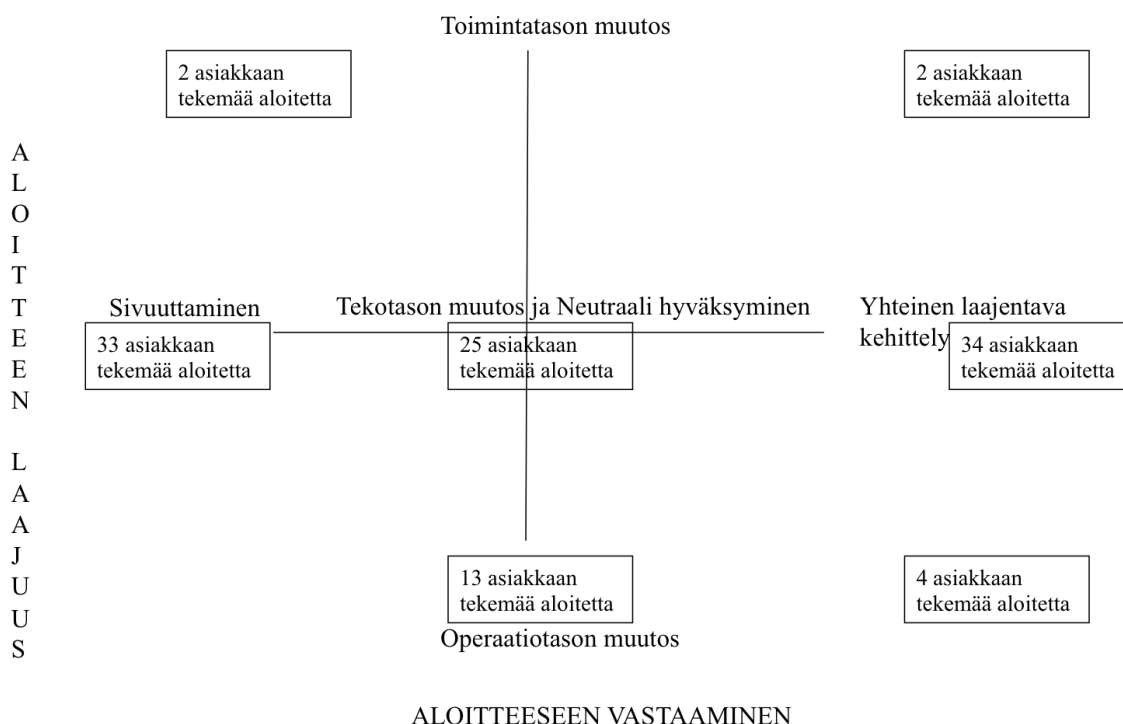 Toimintatason muutos
2 asiakkaan
tekemää aloitetta
2 asiakkaan
tekemää aloitetta
ALOITTEEN LAAJUUS
Sivuuttaminen
Tekotason muutos ja Neutraali hyväksyminen
Yhteinen laajentava
kehittely
33 asiakkaan
tekemää aloitetta
25 asiakkaan
tekemää aloitetta
34 asiakkaan
tekemää aloitetta
13 asiakkaan
tekemää aloitetta
4 asiakkaan
tekemää aloitetta
Operaatiotason muutos
ALOITTEESEEN VASTAAMINEN